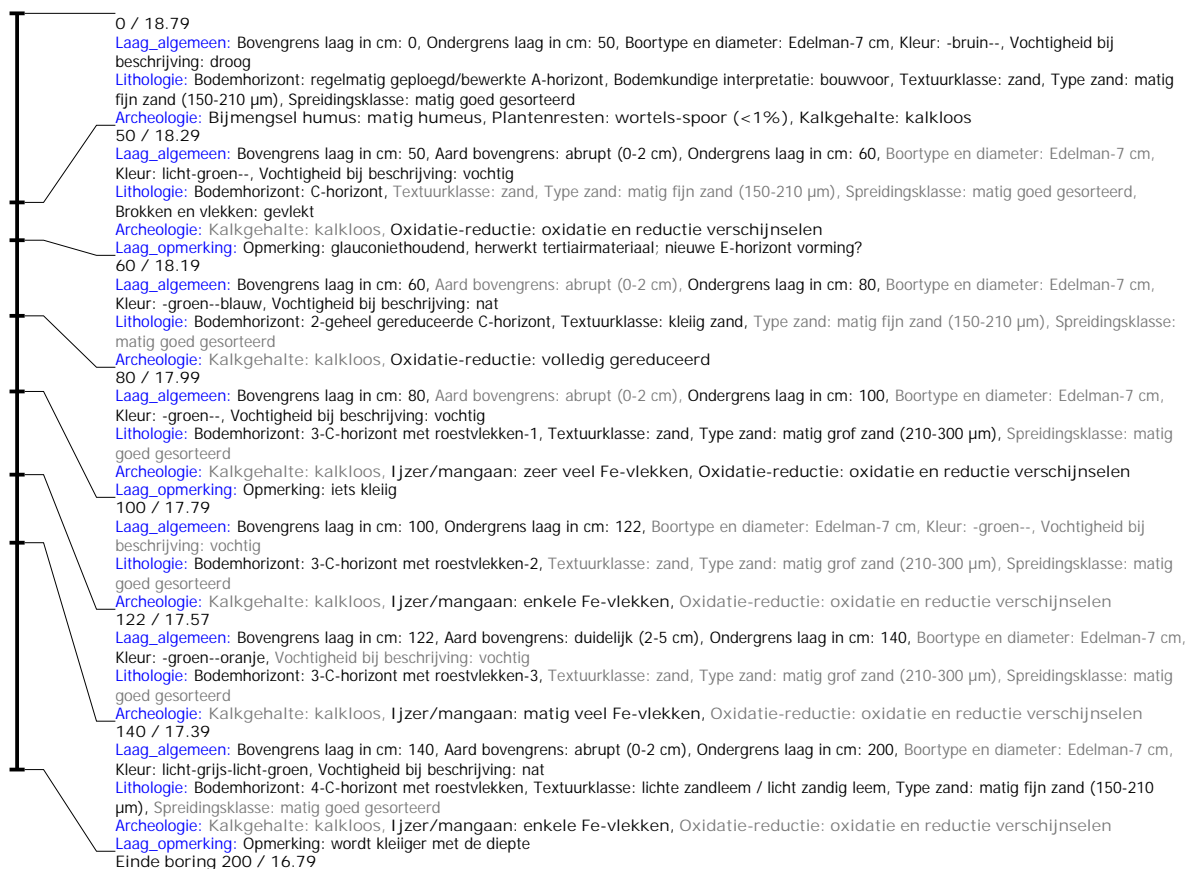 0 / 18.79
Laag_algemeen: Bovengrens laag in cm: 0, Ondergrens laag in cm: 50, Boortype en diameter: Edelman-7 cm, Kleur: -bruin--, Vochtigheid bij
beschrijving: droog
Lithologie: Bodemhorizont: regelmatig geploegd/bewerkte A-horizont, Bodemkundige interpretatie: bouwvoor, Textuurklasse: zand, Type zand: matig
fijn zand (150-210 µm), Spreidingsklasse: matig goed gesorteerd
Archeologie: Bijmengsel humus: matig humeus, Plantenresten: wortels-spoor (<1%), Kalkgehalte: kalkloos
50 / 18.29
Laag_algemeen: Bovengrens laag in cm: 50, Aard bovengrens: abrupt (0-2 cm), Ondergrens laag in cm: 60, Boortype en diameter: Edelman-7 cm,
Kleur: licht-groen--, Vochtigheid bij beschrijving: vochtig
Lithologie: Bodemhorizont: C-horizont, Textuurklasse: zand, Type zand: matig fijn zand (150-210 µm), Spreidingsklasse: matig goed gesorteerd,
Brokken en vlekken: gevlekt
Archeologie: Kalkgehalte: kalkloos, Oxidatie-reductie: oxidatie en reductie verschijnselen
Laag_opmerking: Opmerking: glauconiethoudend, herwerkt tertiairmateriaal; nieuwe E-horizont vorming?
60 / 18.19
Laag_algemeen: Bovengrens laag in cm: 60, Aard bovengrens: abrupt (0-2 cm), Ondergrens laag in cm: 80, Boortype en diameter: Edelman-7 cm,
Kleur: -groen--blauw, Vochtigheid bij beschrijving: nat
Lithologie: Bodemhorizont: 2-geheel gereduceerde C-horizont, Textuurklasse: kleiig zand, Type zand: matig fijn zand (150-210 µm), Spreidingsklasse:
matig goed gesorteerd
Archeologie: Kalkgehalte: kalkloos, Oxidatie-reductie: volledig gereduceerd
80 / 17.99
Laag_algemeen: Bovengrens laag in cm: 80, Aard bovengrens: abrupt (0-2 cm), Ondergrens laag in cm: 100, Boortype en diameter: Edelman-7 cm,
Kleur: -groen--, Vochtigheid bij beschrijving: vochtig
Lithologie: Bodemhorizont: 3-C-horizont met roestvlekken-1, Textuurklasse: zand, Type zand: matig grof zand (210-300 µm), Spreidingsklasse: matig
goed gesorteerd
Archeologie: Kalkgehalte: kalkloos, Ijzer/mangaan: zeer veel Fe-vlekken, Oxidatie-reductie: oxidatie en reductie verschijnselen
Laag_opmerking: Opmerking: iets kleiig
100 / 17.79
Laag_algemeen: Bovengrens laag in cm: 100, Ondergrens laag in cm: 122, Boortype en diameter: Edelman-7 cm, Kleur: -groen--, Vochtigheid bij
beschrijving: vochtig
Lithologie: Bodemhorizont: 3-C-horizont met roestvlekken-2, Textuurklasse: zand, Type zand: matig grof zand (210-300 µm), Spreidingsklasse: matig
goed gesorteerd
Archeologie: Kalkgehalte: kalkloos, Ijzer/mangaan: enkele Fe-vlekken, Oxidatie-reductie: oxidatie en reductie verschijnselen
122 / 17.57
Laag_algemeen: Bovengrens laag in cm: 122, Aard bovengrens: duidelijk (2-5 cm), Ondergrens laag in cm: 140, Boortype en diameter: Edelman-7 cm,
Kleur: -groen--oranje, Vochtigheid bij beschrijving: vochtig
Lithologie: Bodemhorizont: 3-C-horizont met roestvlekken-3, Textuurklasse: zand, Type zand: matig grof zand (210-300 µm), Spreidingsklasse: matig
goed gesorteerd
Archeologie: Kalkgehalte: kalkloos, Ijzer/mangaan: matig veel Fe-vlekken, Oxidatie-reductie: oxidatie en reductie verschijnselen
140 / 17.39
Laag_algemeen: Bovengrens laag in cm: 140, Aard bovengrens: abrupt (0-2 cm), Ondergrens laag in cm: 200, Boortype en diameter: Edelman-7 cm,
Kleur: licht-grijs-licht-groen, Vochtigheid bij beschrijving: nat
Lithologie: Bodemhorizont: 4-C-horizont met roestvlekken, Textuurklasse: lichte zandleem / licht zandig leem, Type zand: matig fijn zand (150-210
µm), Spreidingsklasse: matig goed gesorteerd
Archeologie: Kalkgehalte: kalkloos, Ijzer/mangaan: enkele Fe-vlekken, Oxidatie-reductie: oxidatie en reductie verschijnselen
Laag_opmerking: Opmerking: wordt kleiiger met de diepte
Einde boring 200 / 16.79